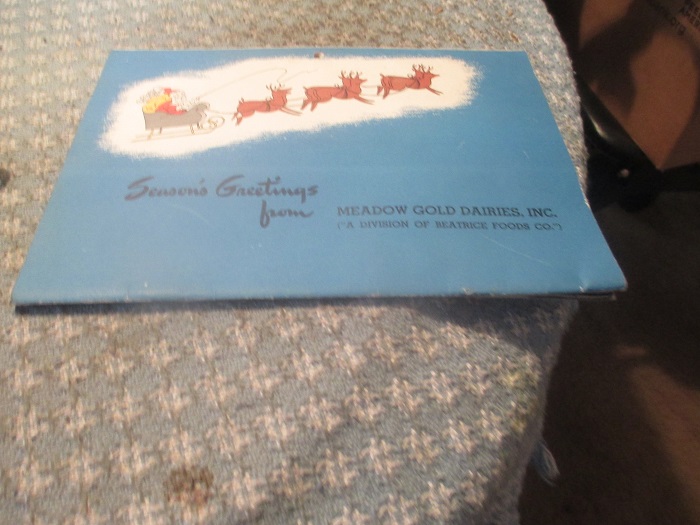 Season's Greetings
from
MEADOW GOLD DAIRIES, INC.
("A DIVISION OF BEATRICE FOODS CO.")